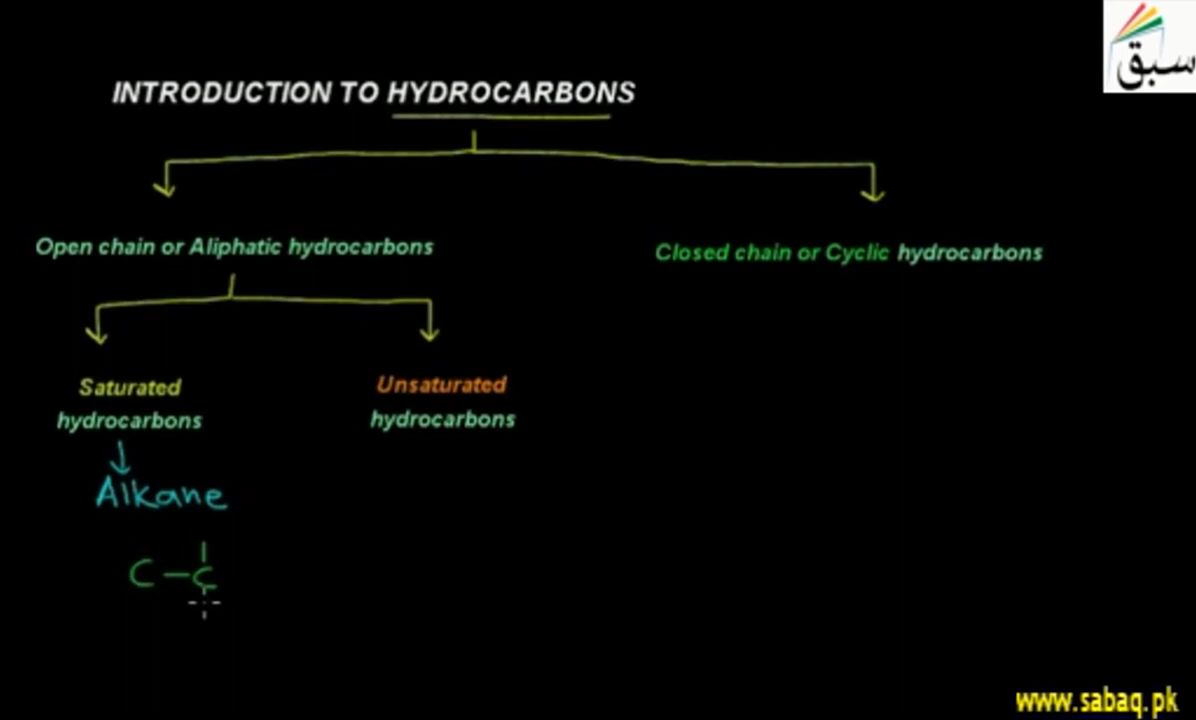 سبق
INTRODUCTION TO HYDROCARBONS
Open chain or Aliphatic hydrocarbons
Closed chain or Cyclic hydrocarbons
Saturated
hydrocarbons
Unsaturated
hydrocarbons
Alkane
C – C
www.sabaq.pk